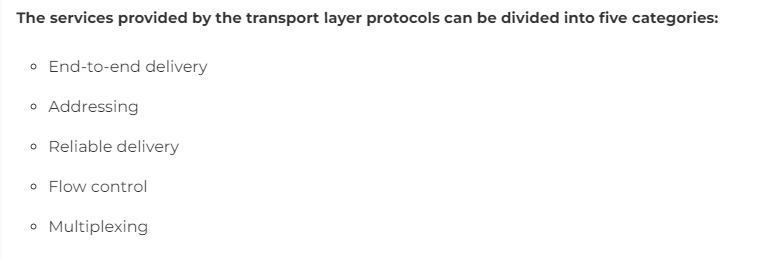 The services provided by the transport layer protocols can be divided into five categories:
End-to-end delivery
Addressing
Reliable delivery
Flow control
Multiplexing